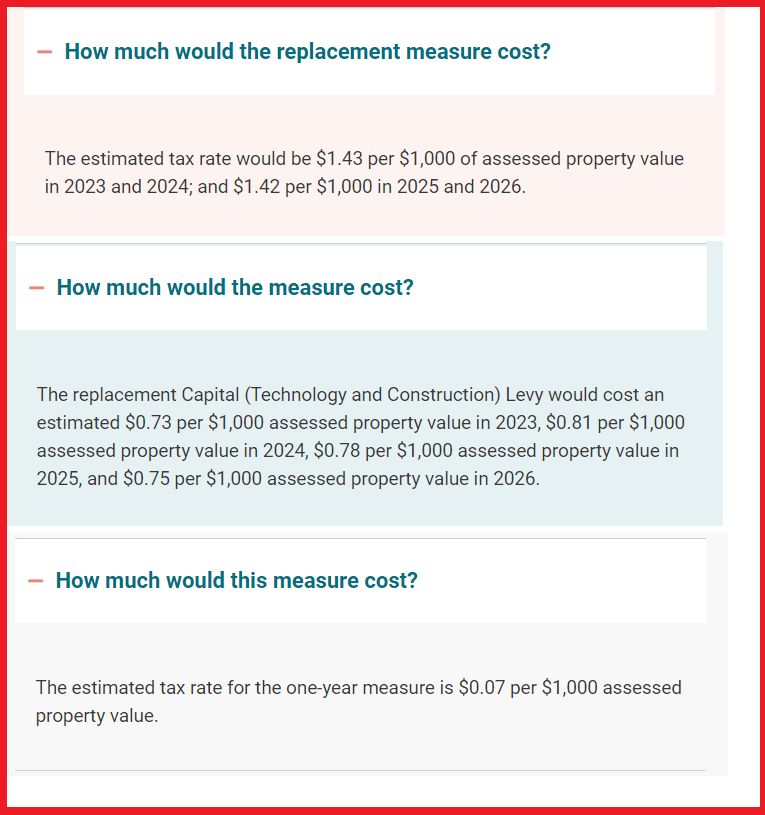 How much would the replacement measure cost?
The estimated tax rate would be $1.43 per $1,000 of assessed property value
in 2023 and 2024; and $1.42 per $1,000 in 2025 and 2026.
How much would the measure cost?
The replacement Capital (Technology and Construction) Levy would cost an
estimated $0.73 per $1,000 assessed property value in 2023, $0.81 per $1,000
assessed property value in 2024, $0.78 per $1,000 assessed property value in
2025, and $0.75 per $1,000 assessed property value in 2026.
How much would this measure cost?
The estimated tax rate for the one-year measure is $0.07 per $1,000 assessed
property value.